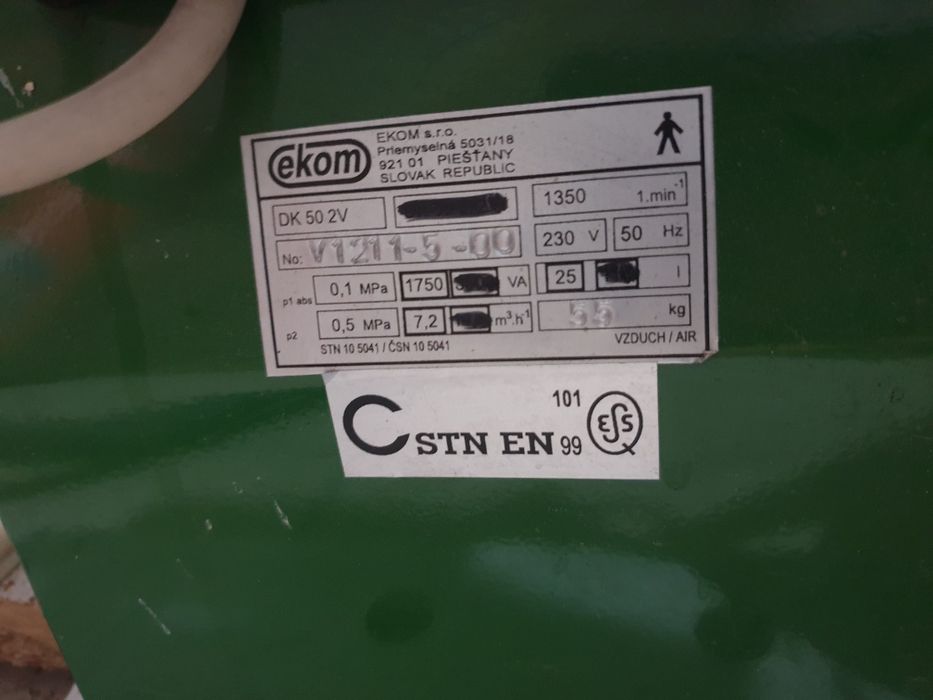 ekom
EKOM s.r.o.
Priemyselná 5031/18
921 01 PIEŠŤANY
SLOVAK REPUBLIC
DK 50 2V
1350 1.min⁻¹
No: V1211-5-00
230 V 50 Hz
p1 abs 0,1 MPa 1750 VA 25 l
p2 0,5 MPa 7,2 m³.h⁻¹ 55 kg
STN 10 5041 / ČSN 10 5041 VZDUCH / AIR
C STN EN 101 99 ESS